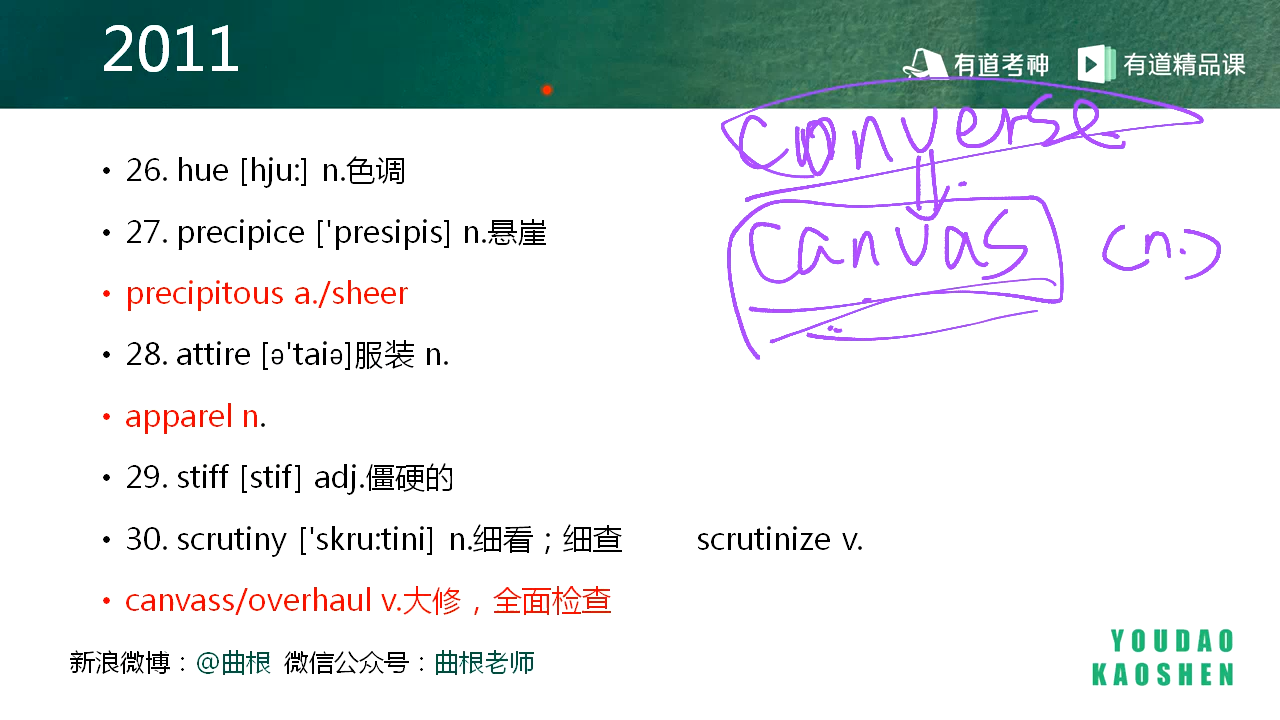 2011
有道考神 有道精品课
converse
canvas (n.)
• 26. hue [hju:] n.色调
• 27. precipice ['presipis] n.悬崖
• precipitous a./sheer
• 28. attire [ə'taiə]服装 n.
• apparel n.
• 29. stiff [stif] adj.僵硬的
• 30. scrutiny ['skru:tini] n.细看；细查 scrutinize v.
• canvass/overhaul v.大修，全面检查
新浪微博：@曲根 微信公众号：曲根老师
YOUDAO
KAOSHEN